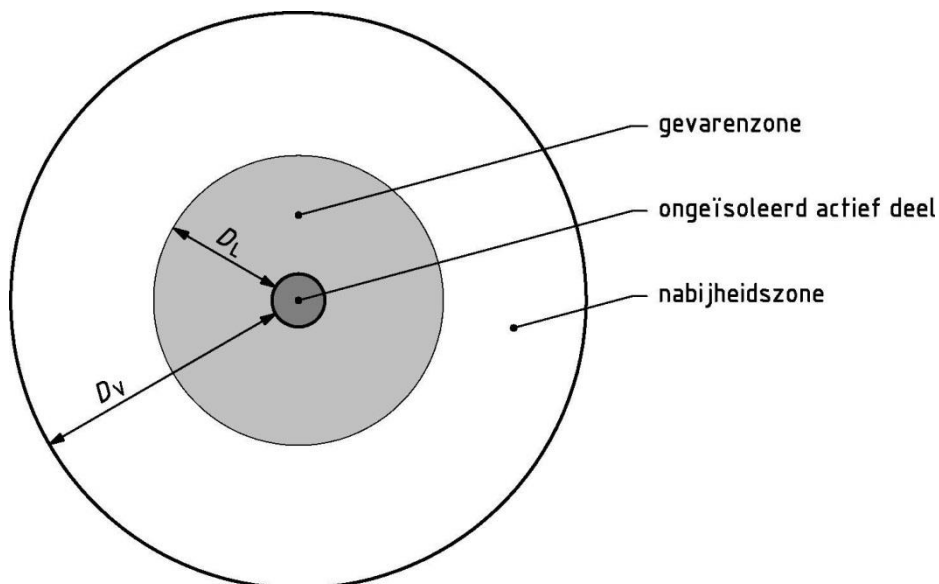 gevarenzone
ongeïsoleerd actief deel
nabijheidszone
DL
Dv